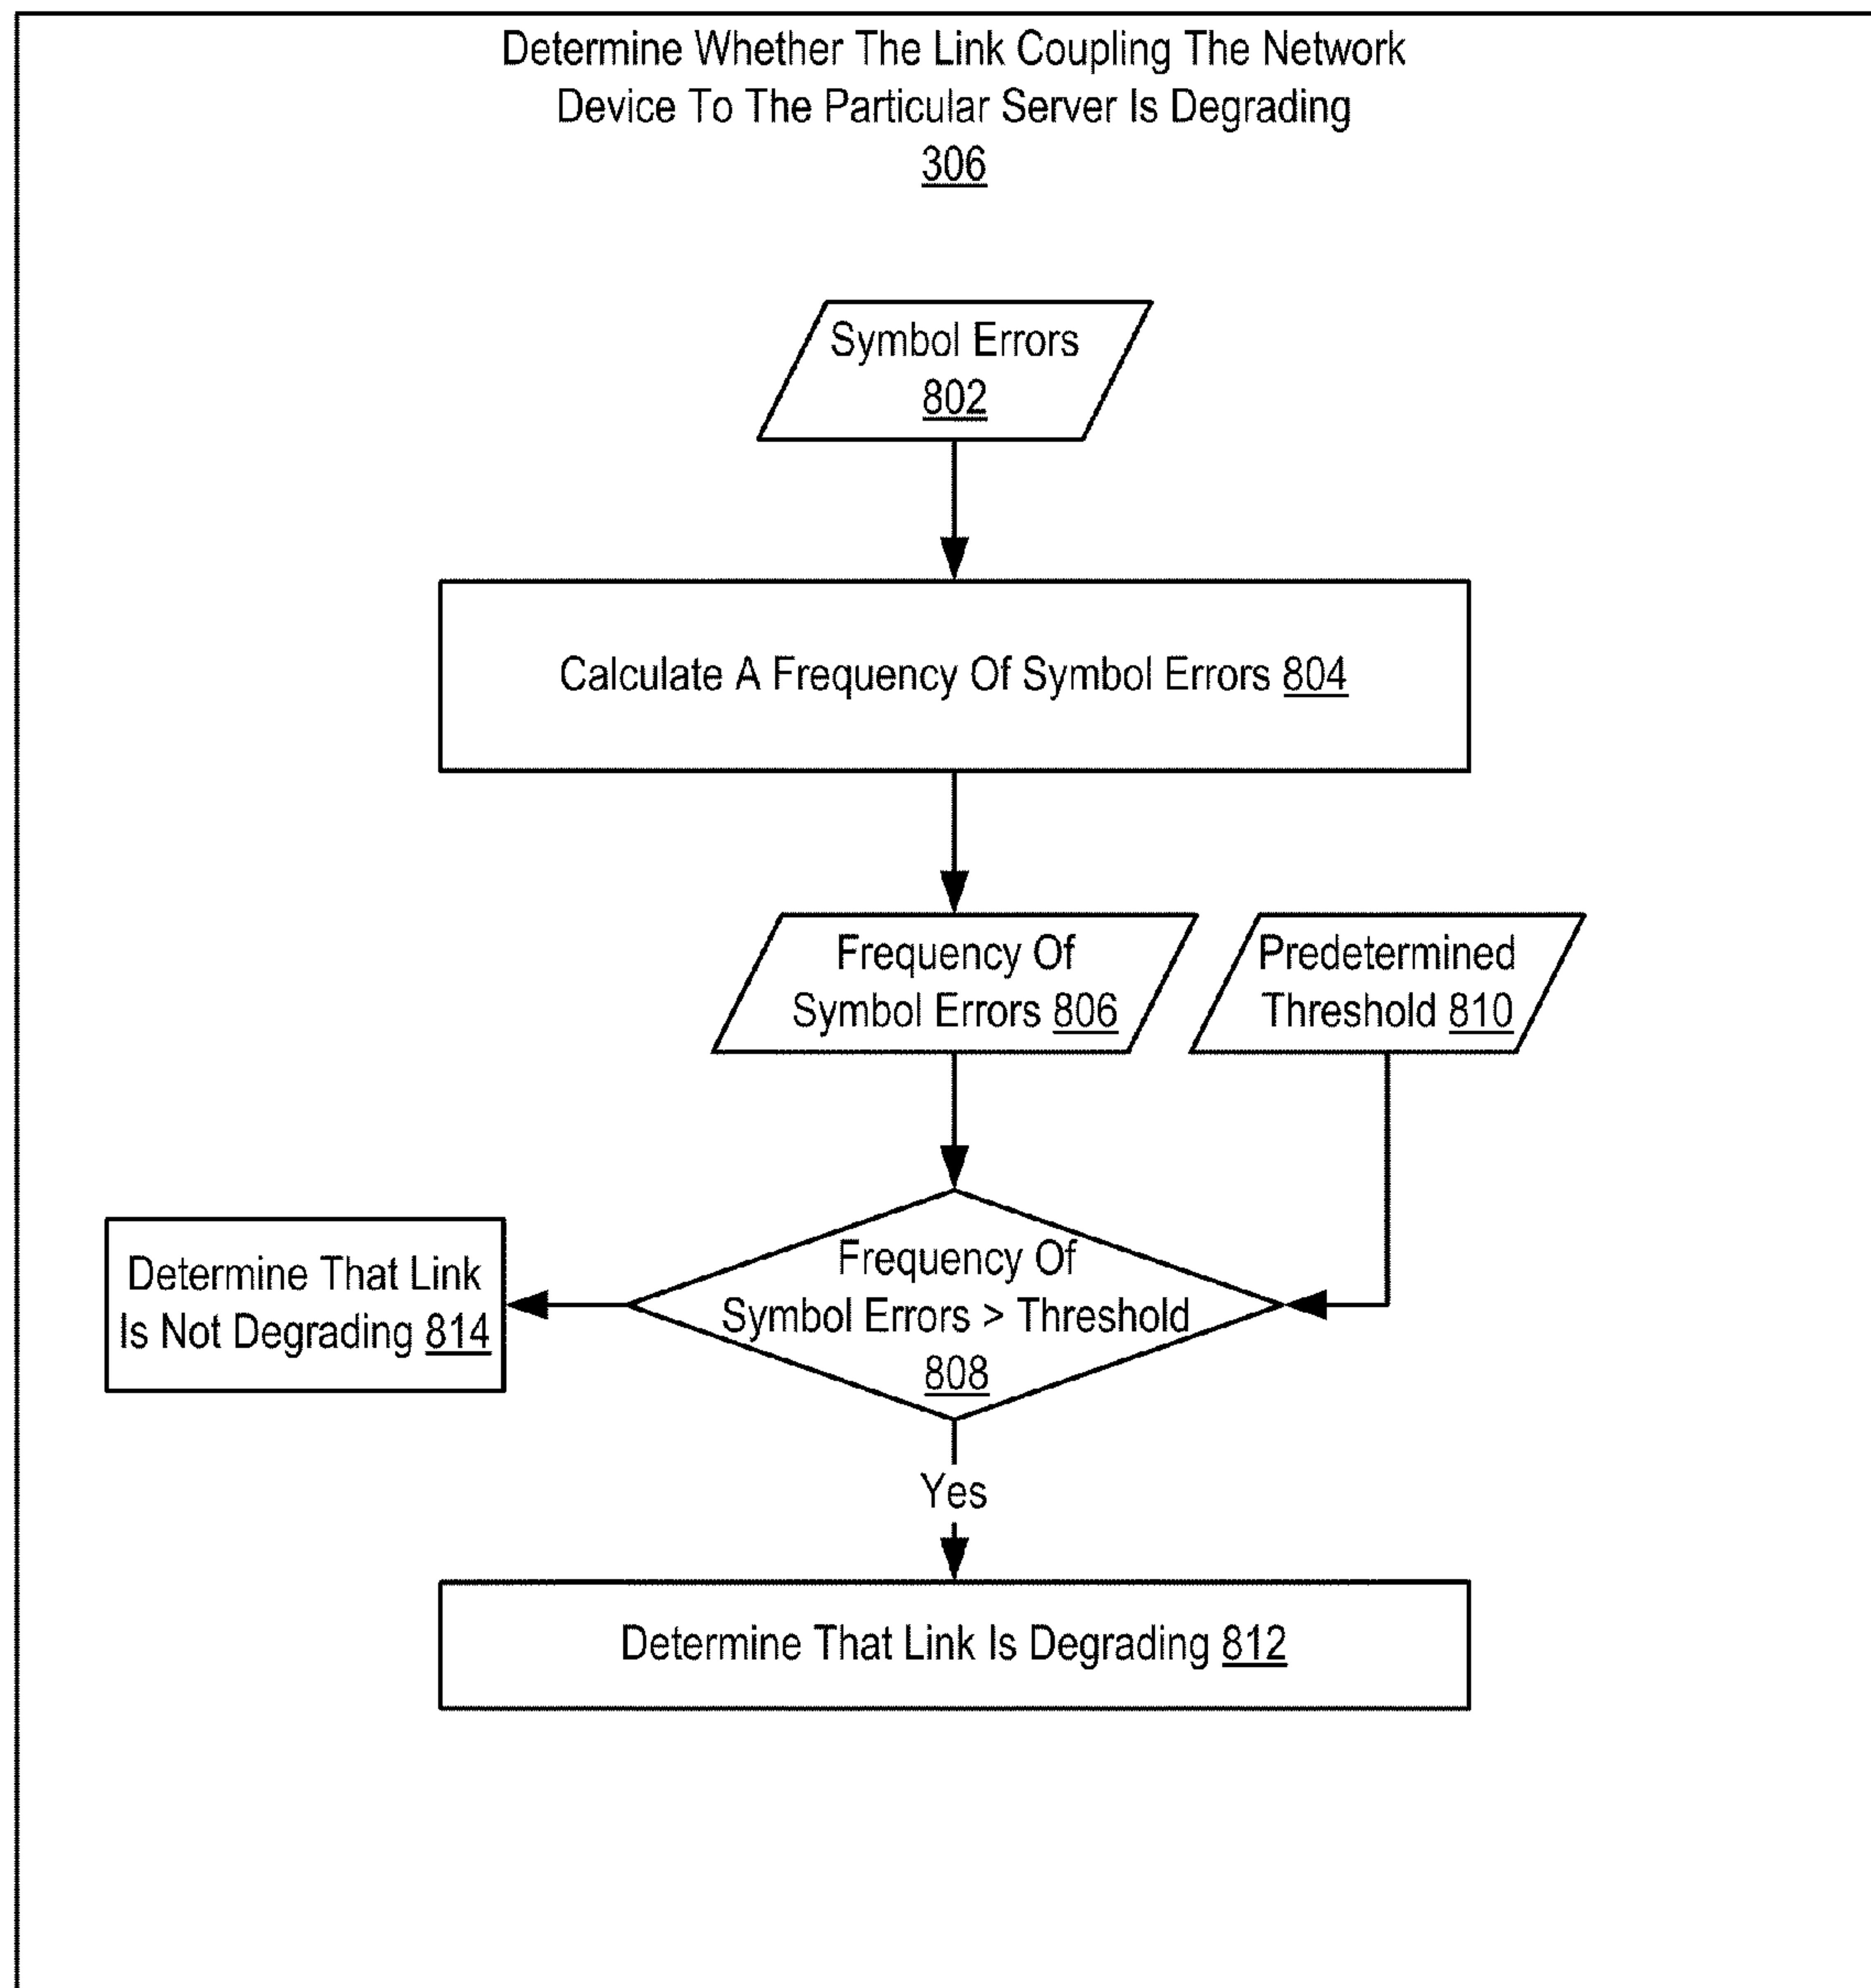 Determine Whether The Link Coupling The Network
Device To The Particular Server Is Degrading
306
Symbol Errors
802
Calculate A Frequency Of Symbol Errors 804
Frequency Of
Symbol Errors 806
Predetermined
Threshold 810
Frequency Of
Symbol Errors > Threshold
808
Determine That Link
Is Not Degrading 814
Yes
Determine That Link Is Degrading 812